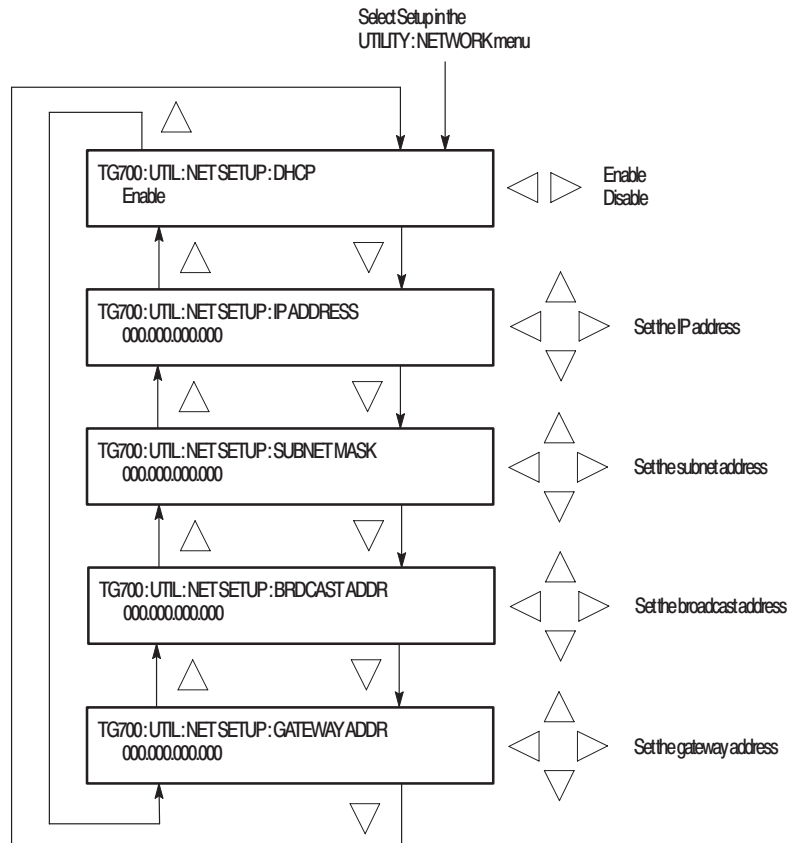 Select Setup in the
UTILITY : NETWORK menu
TG700 : UTIL : NET SETUP : DHCP
Enable
Enable
Disable
TG700 : UTIL : NET SETUP : IP ADDRESS
000.000.000.000
Set the IP address
TG700 : UTIL : NET SETUP : SUBNET MASK
000.000.000.000
Set the subnet address
TG700 : UTIL : NET SETUP : BRDCAST ADDR
000.000.000.000
Set the broadcast address
TG700 : UTIL : NET SETUP : GATEWAY ADDR
000.000.000.000
Set the gateway address